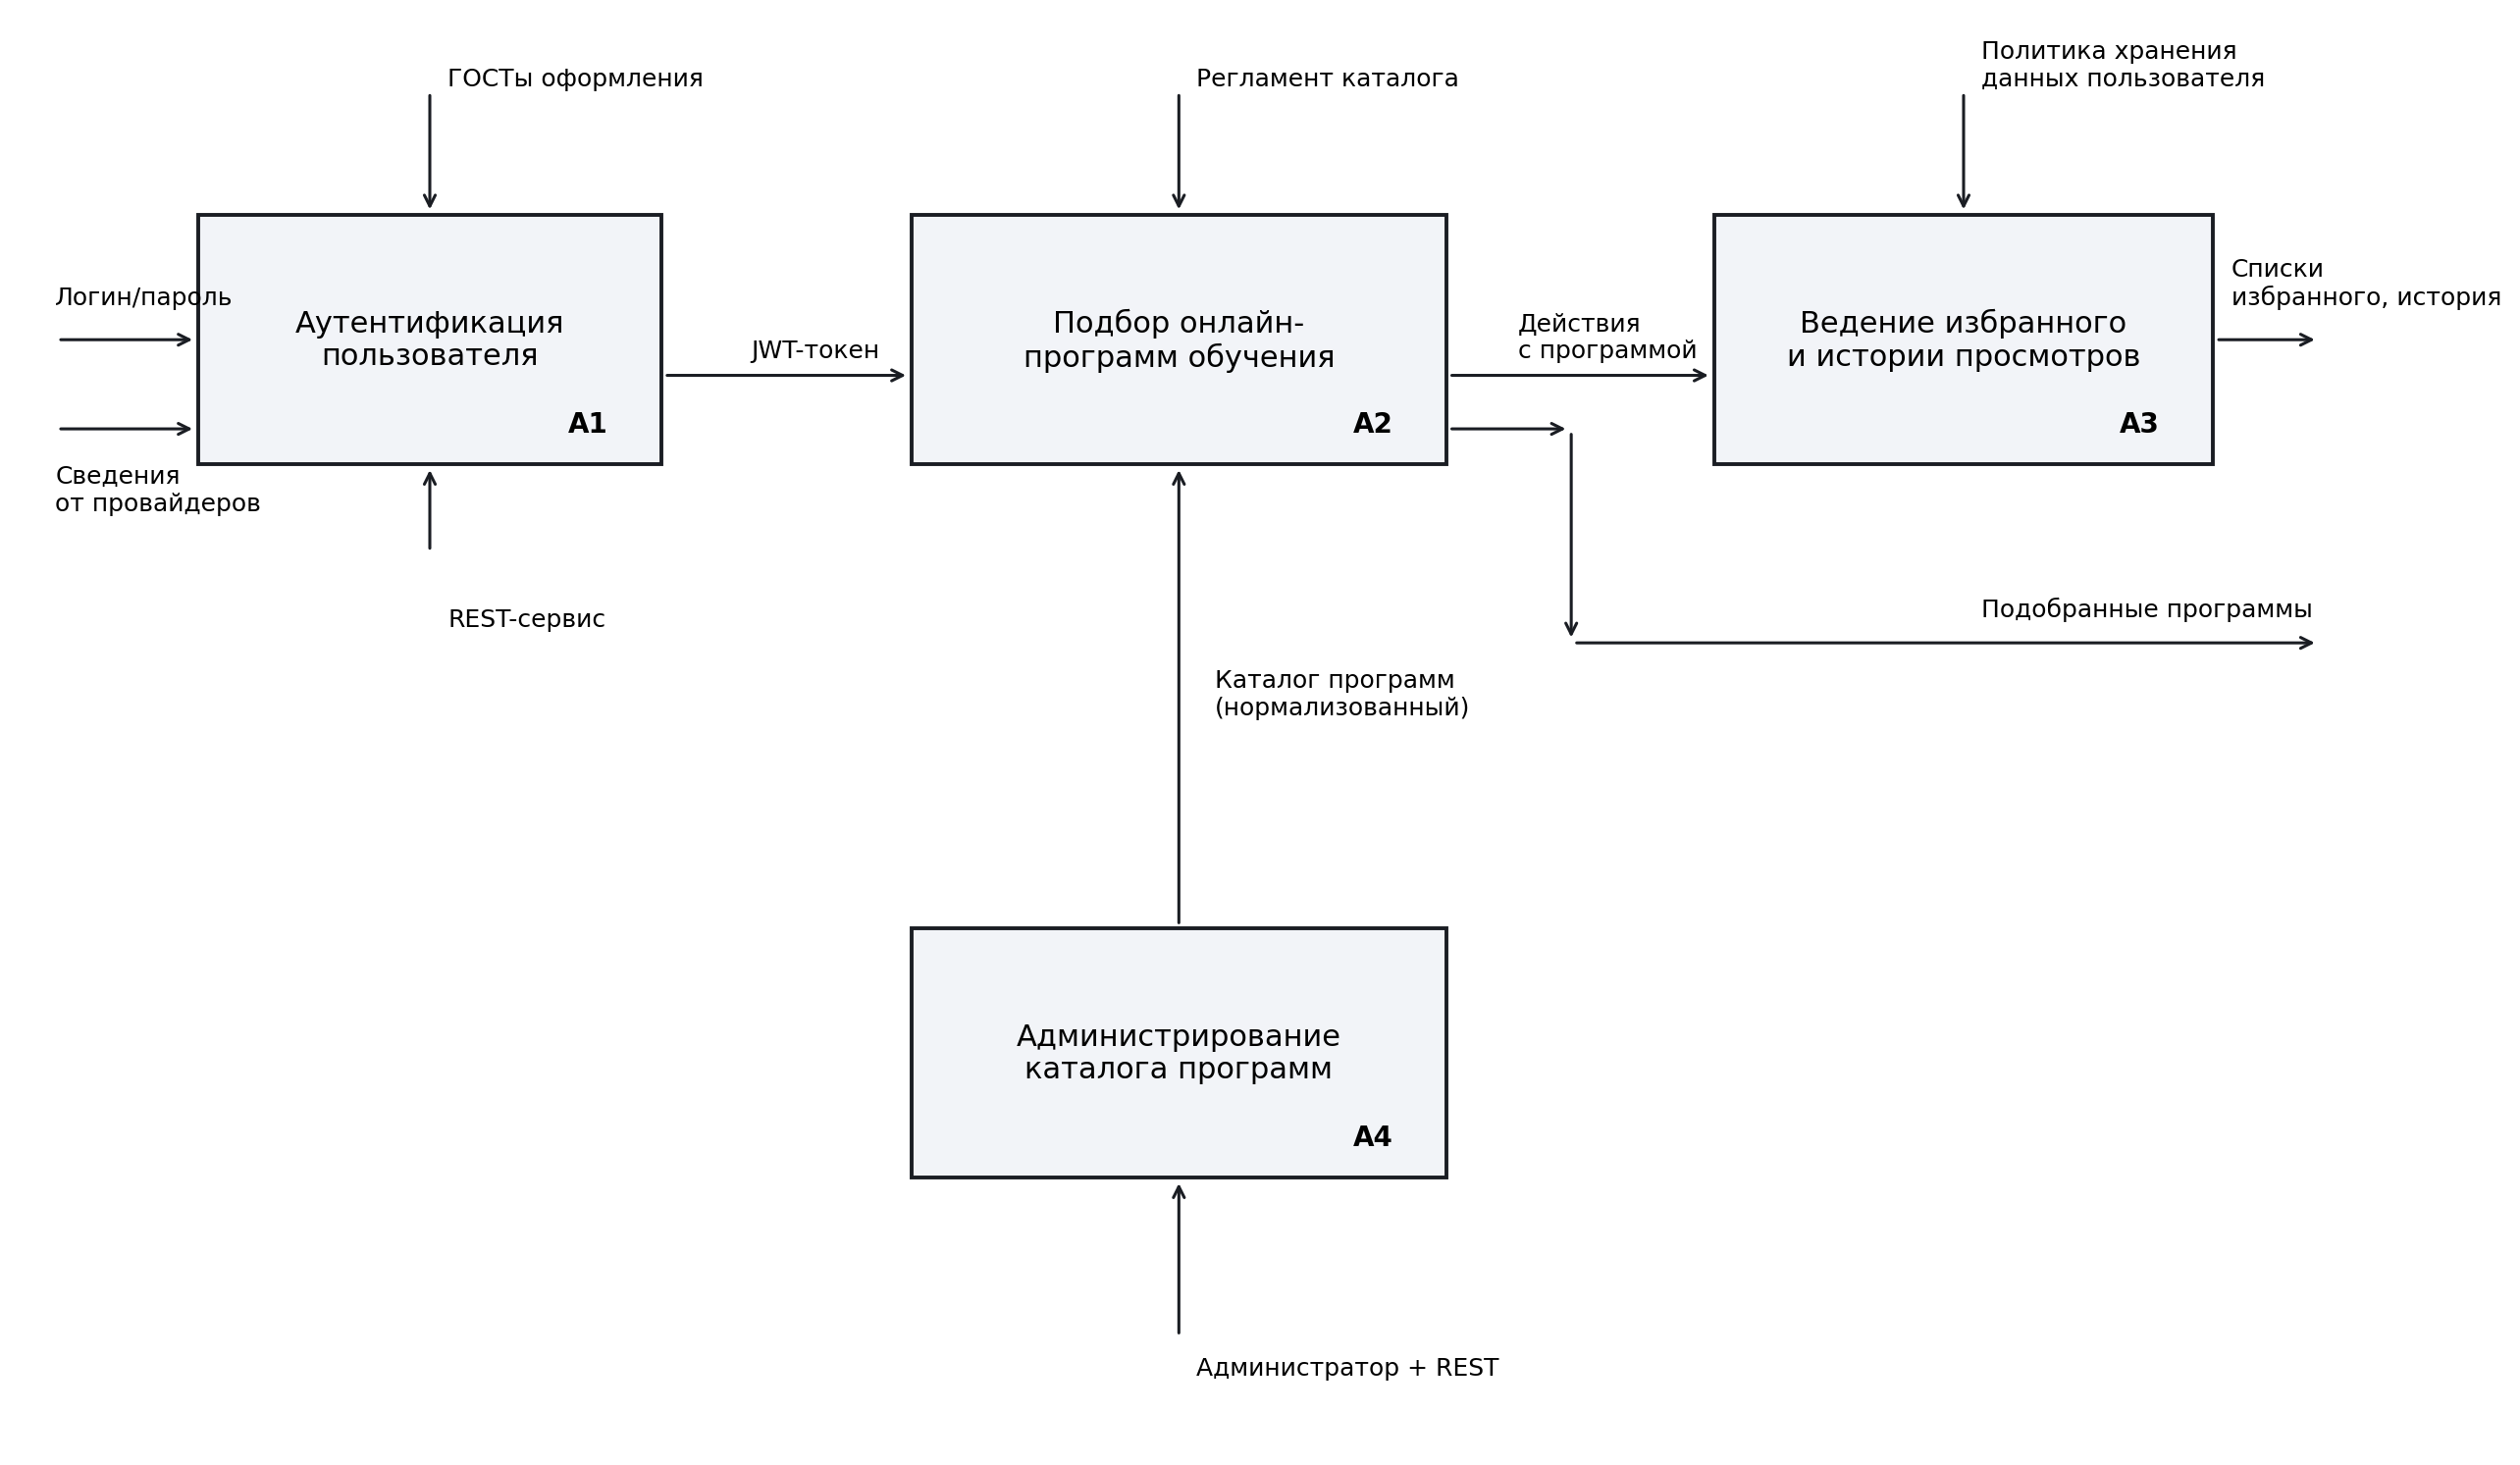 ГОСТы оформления
Регламент каталога
Политика хранения
данных пользователя
Логин/пароль
Аутентификация
пользователя
A1
Сведения
от провайдеров
REST-сервис
JWT-токен
Подбор онлайн-
программ обучения
A2
Действия
с программой
Ведение избранного
и истории просмотров
A3
Списки
избранного, история
Подобранные программы
Каталог программ
(нормализованный)
Администрирование
каталога программ
A4
Администратор + REST